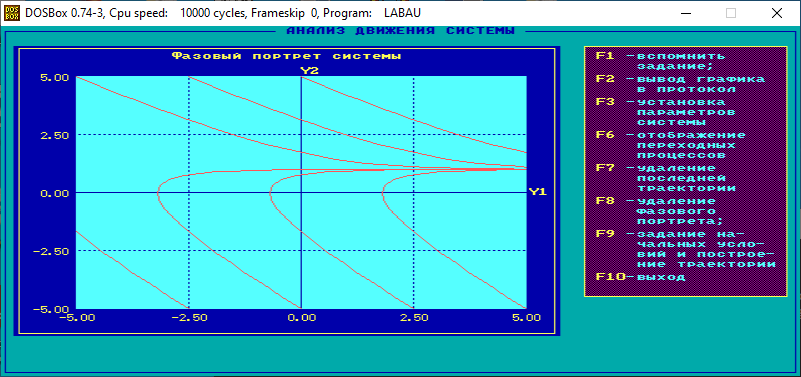 DOSBox 0.74-3, Cpu speed: 10000 cycles, Frameskip 0, Program: LABAU
АНАЛИЗ ДВИЖЕНИЯ СИСТЕМЫ
Фазовый портрет системы
Y2
5.00
2.50
0.00
-2.50
-5.00
Y1
-5.00 -2.50 0.00 2.50 5.00
F1 -вспомнить
задание;
F2 -вывод графика
в протокол
F3 -установка
параметров
системы
F6 -отображение
переходных
процессов
F7 -удаление
последней
траектории
F8 -удаление
фазового
портрета;
F9 -задание на-
чальных усло-
вий и построе-
ние траектории
F10-выход